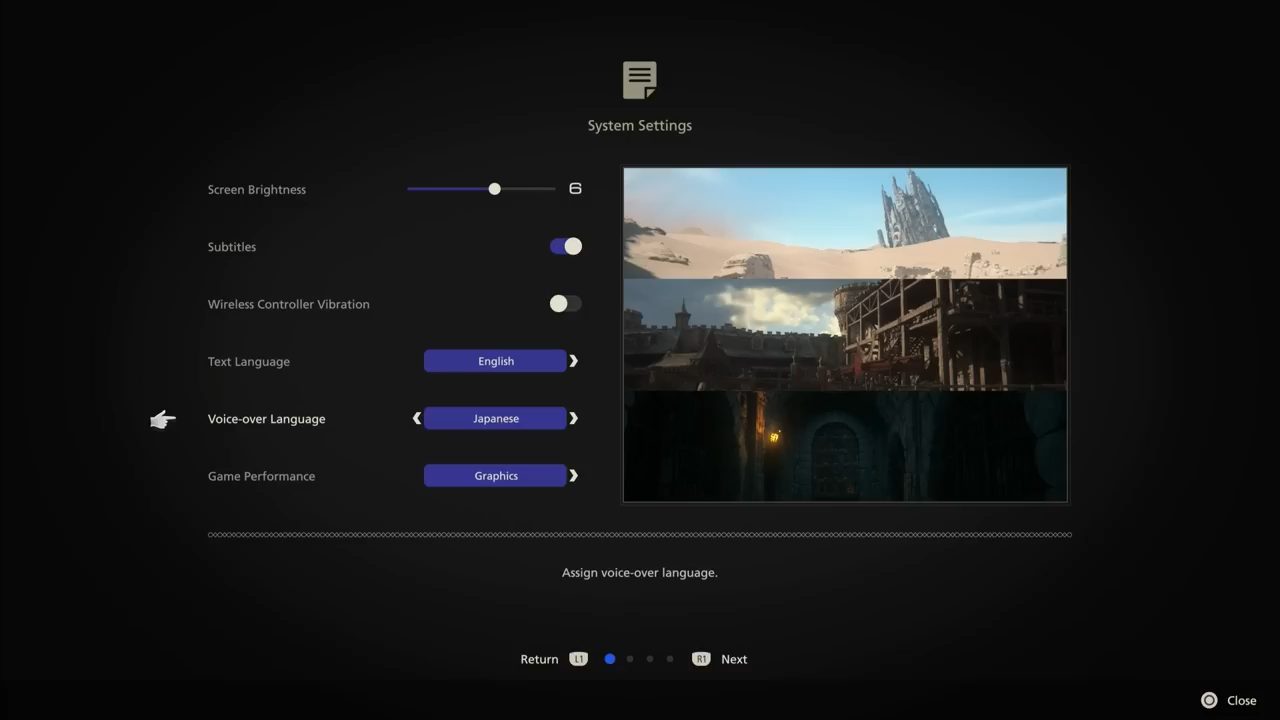 System Settings
Screen Brightness 6
Subtitles
Wireless Controller Vibration
Text Language English
Voice-over Language Japanese
Game Performance Graphics
Assign voice-over language.
Return L1 R1 Next
Close